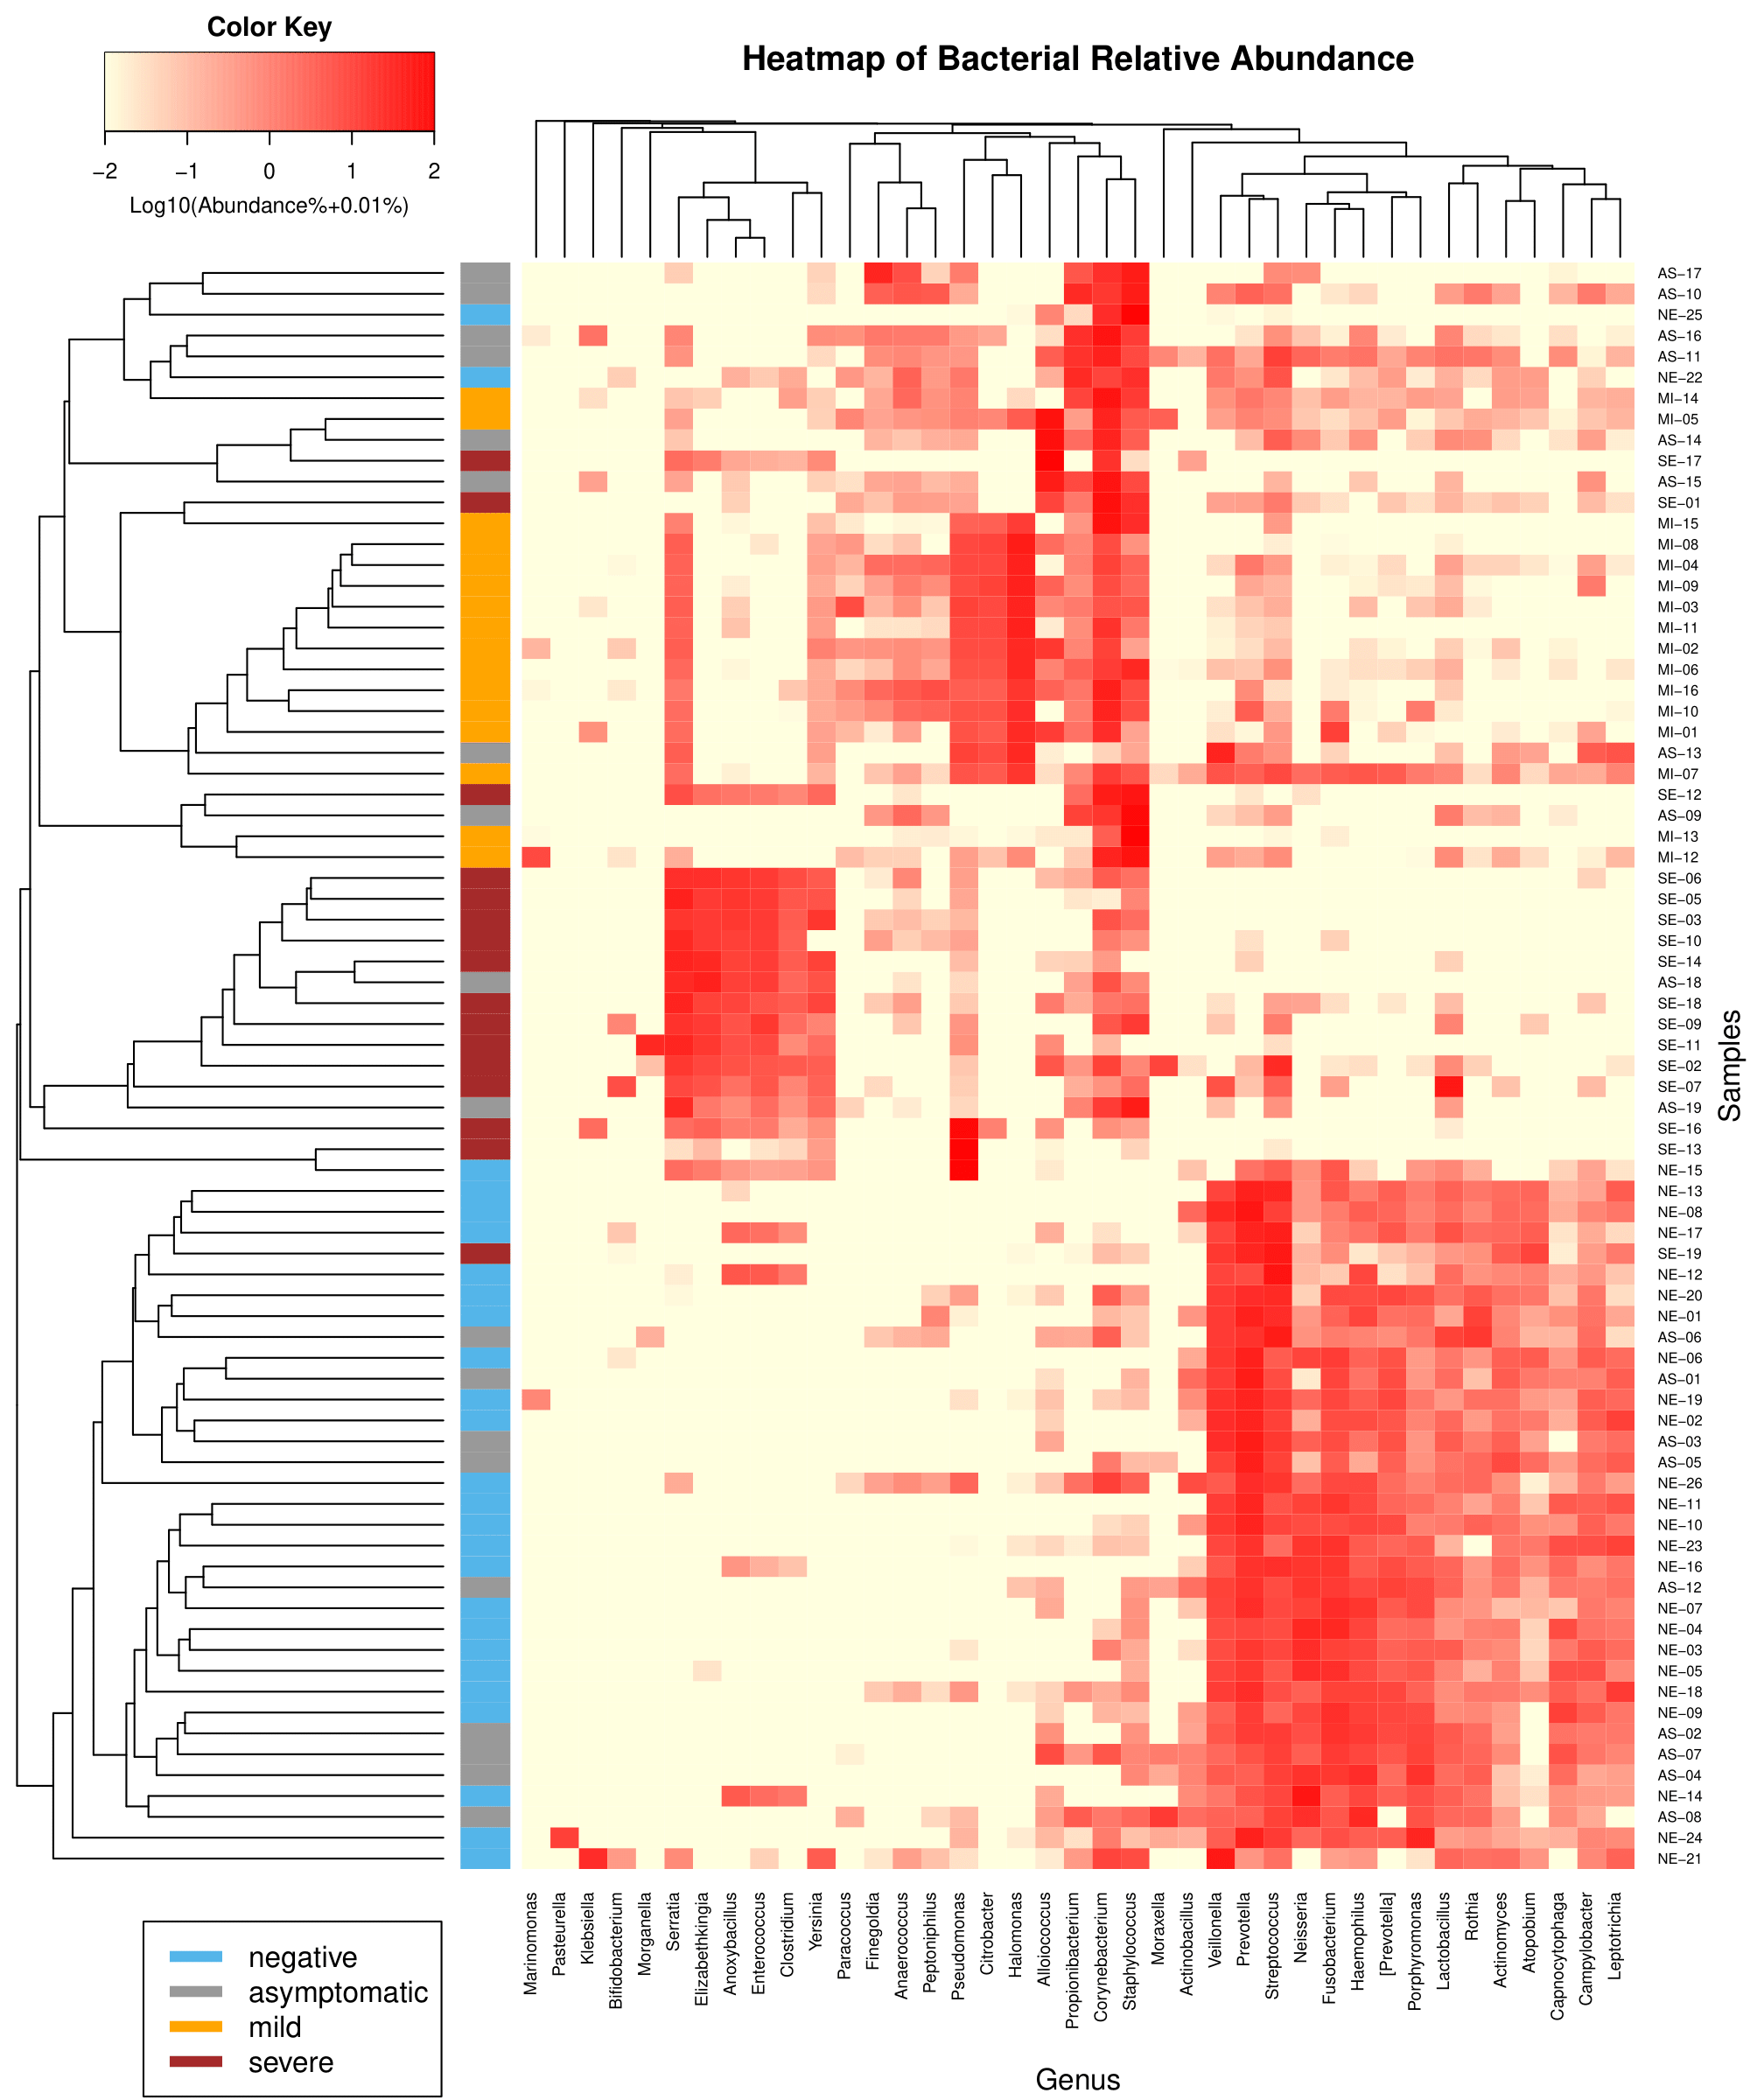 Color Key
−2 −1 0 1 2
Log10(Abundance%+0.01%)
Heatmap of Bacterial Relative Abundance
AS−17
AS−10
NE−25
AS−16
AS−11
NE−22
MI−14
MI−05
AS−14
SE−17
AS−15
SE−01
MI−15
MI−08
MI−04
MI−09
MI−03
MI−11
MI−02
MI−06
MI−16
MI−10
MI−01
AS−13
MI−07
SE−12
AS−09
MI−13
MI−12
SE−06
SE−05
SE−03
SE−10
SE−14
AS−18
SE−18
SE−09
SE−11
SE−02
SE−07
AS−19
SE−16
SE−13
NE−15
NE−13
NE−08
NE−17
SE−19
NE−12
NE−20
NE−01
AS−06
NE−06
AS−01
NE−19
NE−02
AS−03
AS−05
NE−26
NE−11
NE−10
NE−23
NE−16
AS−12
NE−07
NE−04
NE−03
NE−05
NE−18
NE−09
AS−02
AS−07
AS−04
NE−14
AS−08
NE−24
NE−21
Samples
Marinomonas
Pasteurella
Klebsiella
Bifidobacterium
Morganella
Serratia
Elizabethkingia
Anoxybacillus
Enterococcus
Clostridium
Yersinia
Paracoccus
Finegoldia
Anaerococcus
Peptoniphilus
Pseudomonas
Citrobacter
Halomonas
Alloiococcus
Propionibacterium
Corynebacterium
Staphylococcus
Moraxella
Actinobacillus
Veillonella
Prevotella
Streptococcus
Neisseria
Fusobacterium
Haemophilus
[Prevotella]
Porphyromonas
Lactobacillus
Rothia
Actinomyces
Atopobium
Capnocytophaga
Campylobacter
Leptotrichia
Genus
negative
asymptomatic
mild
severe